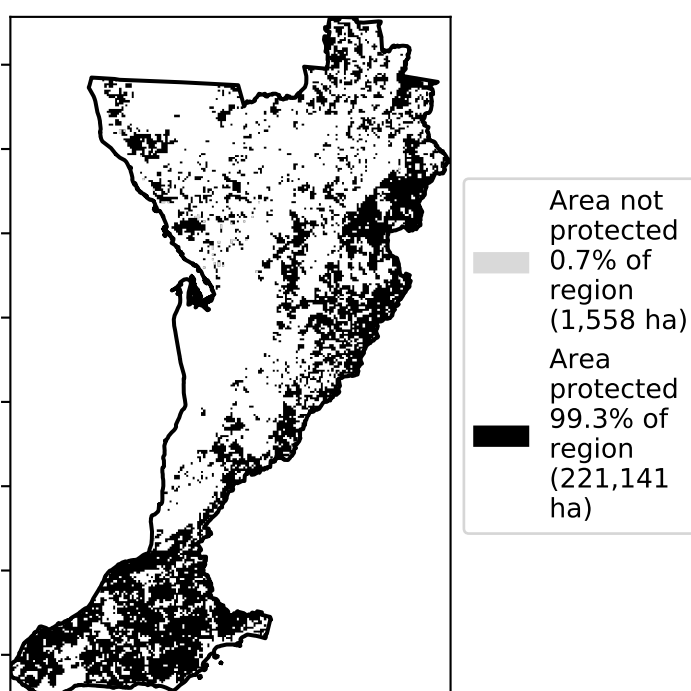 Area not
protected
0.7% of
region
(1,558 ha)
Area
protected
99.3% of
region
(221,141
ha)